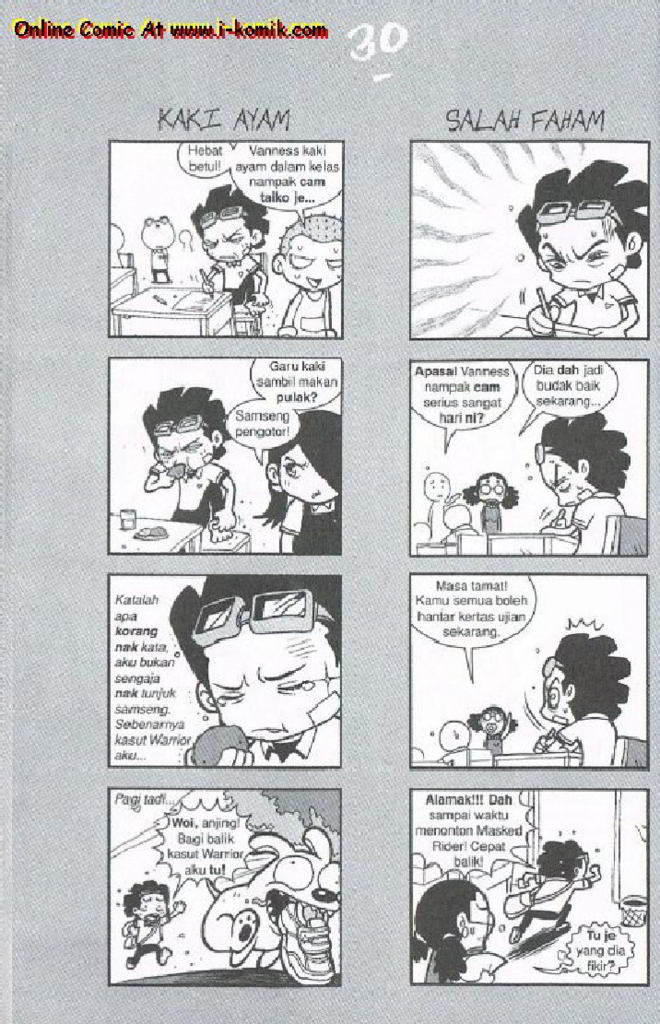 Online Comic At www.i-komik.com
30
KAKI AYAM
Hebat
betul!
Vanness kaki
ayam dalam kelas
nampak cam
taiko je...
Garu kaki
sambil makan
pulak?
Samseng
pengotor!
Katalah
apa
korang
nak kata,
aku bukan
sengaja
nak tunjuk
samseng.
Sebenarnya
kasut Warrior
aku...
Pagi tadi...
Woi, anjing!
Bagi balik
kasut Warrior
aku tu!
SALAH FAHAM
Apasal Vanness
nampak cam
serius sangat
hari ni?
Dia dah jadi
budak baik
sekarang...
Masa tamat!
Kamu semua boleh
hantar kertas ujian
sekarang.
Alamak!!! Dah
sampai waktu
menonton Masked
Rider! Cepat
balik!
Tu je
yang dia
fikir?